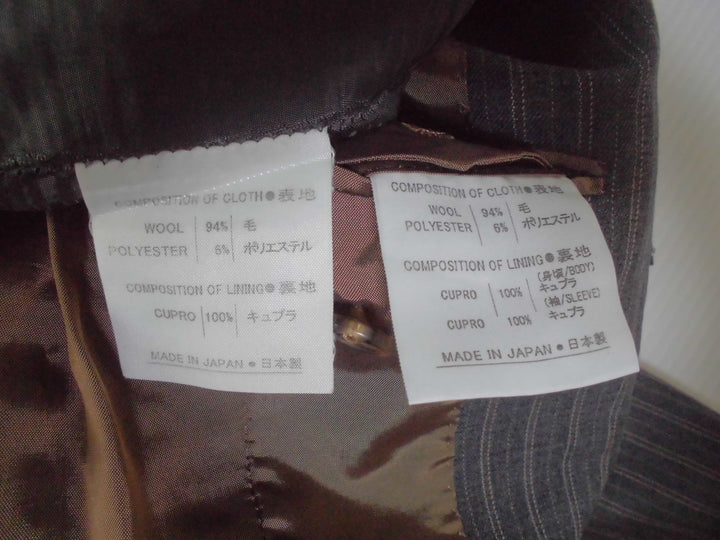 COMPOSITION OF CLOTH●表地
WOOL 94% 毛
POLYESTER 6% ポリエステル
COMPOSITION OF LINING●裏地
CUPRO 100% キュプラ
MADE IN JAPAN ● 日本製
COMPOSITION OF CLOTH●表地
WOOL 94% 毛
POLYESTER 6% ポリエステル
COMPOSITION OF LINING●裏地
(身頃/BODY)
CUPRO 100% キュプラ
(袖/SLEEVE)
CUPRO 100% キュプラ
MADE IN JAPAN ● 日本製